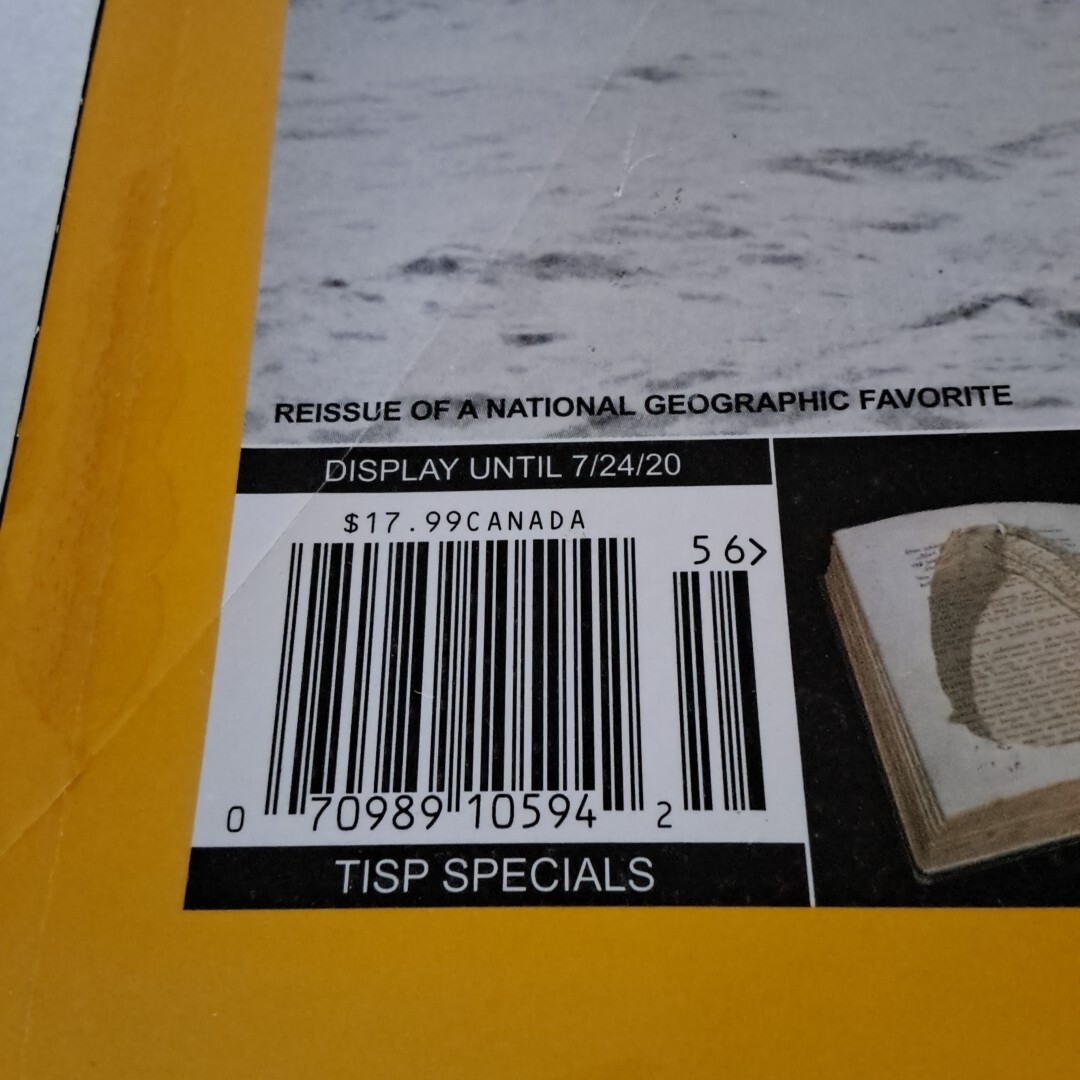 REISSUE OF A NATIONAL GEOGRAPHIC FAVORITE
DISPLAY UNTIL 7/24/20
$17.99CANADA
56>
0 70989 10594 2
TISP SPECIALS